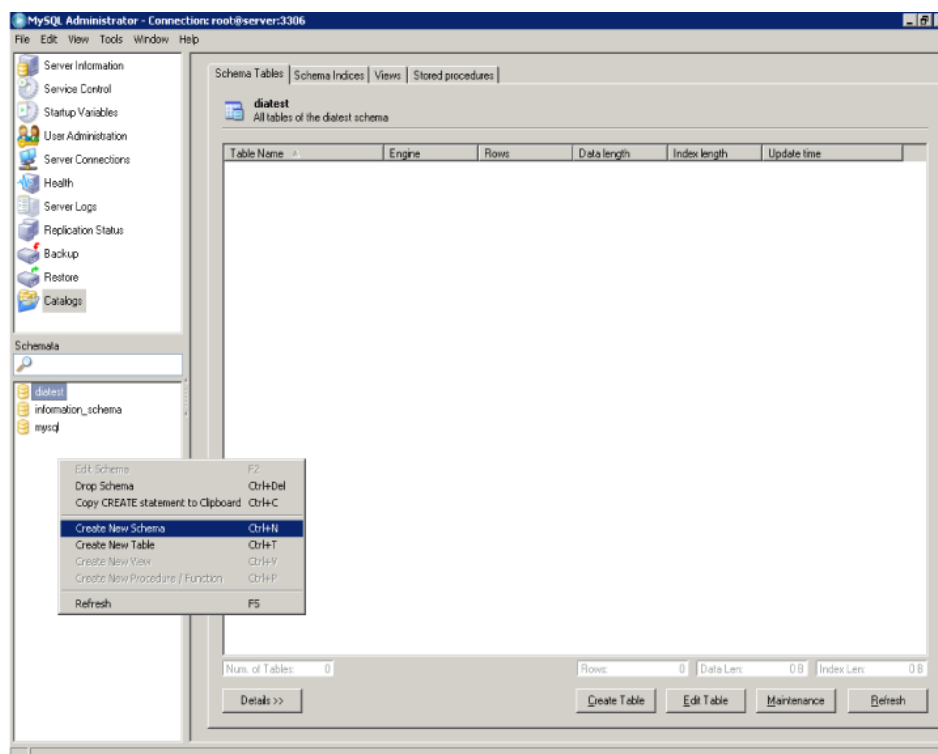 MySQL Administrator - Connection: root@server:3306
File Edit View Tools Window Help
Server Information
Service Control
Startup Variables
User Administration
Server Connections
Health
Server Logs
Replication Status
Backup
Restore
Catalogs
Schemata
diatest
information_schema
mysql
Schema Tables Schema Indices Views Stored procedures
diatest
All tables of the diatest schema
Table Name Engine Rows Data length Index length Update time
Edit Schema F2
Drop Schema Ctrl+Del
Copy CREATE statement to Clipboard Ctrl+C
Create New Schema Ctrl+N
Create New Table Ctrl+T
Create New View Ctrl+V
Create New Procedure / Function Ctrl+P
Refresh F5
Num. of Tables: 0 Rows: 0 Data Len: 0 B Index Len: 0 B
Details >> Create Table Edit Table Maintenance Refresh